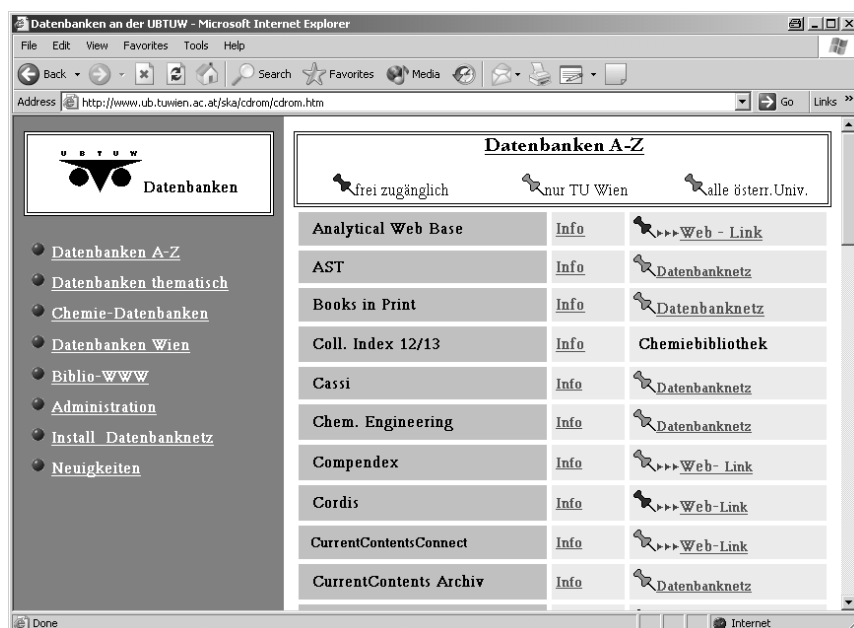 Datenbanken an der UBTUW - Microsoft Internet Explorer
File Edit View Favorites Tools Help
Back Search Favorites Media
Address http://www.ub.tuwien.ac.at/ska/cdrom/cdrom.htm Go Links »
UBTUW
Datenbanken
Datenbanken A-Z
Datenbanken thematisch
Chemie-Datenbanken
Datenbanken Wien
Biblio-WWW
Administration
Install Datenbanknetz
Neuigkeiten
Datenbanken A-Z
frei zugänglich nur TU Wien alle österr.Univ.
Analytical Web Base Info Web - Link
AST Info Datenbanknetz
Books in Print Info Datenbanknetz
Coll. Index 12/13 Info Chemiebibliothek
Cassi Info Datenbanknetz
Chem. Engineering Info Datenbanknetz
Compendex Info Web- Link
Cordis Info Web-Link
CurrentContentsConnect Info Web-Link
CurrentContents Archiv Info Datenbanknetz
Done Internet